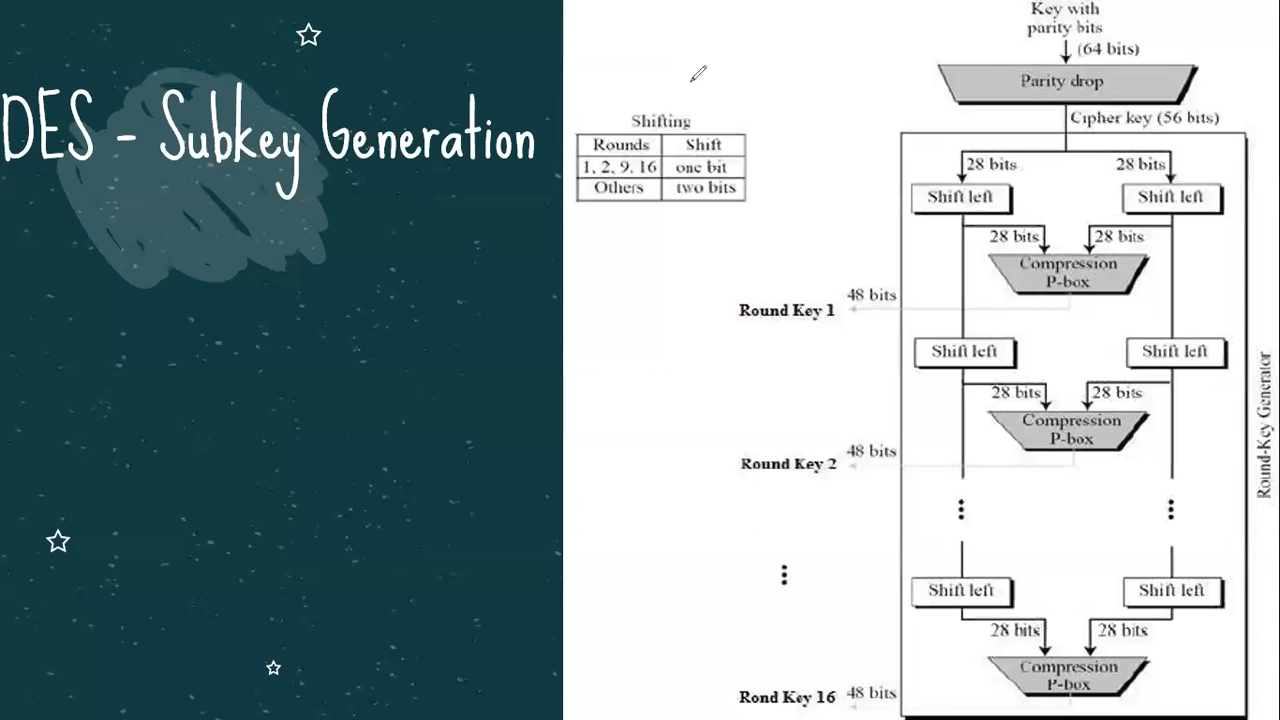 DES - Subkey Generation
Key with
parity bits
(64 bits)
Parity drop
Cipher key (56 bits)
Shifting
Rounds Shift
1, 2, 9, 16 one bit
Others two bits
28 bits 28 bits
Shift left Shift left
28 bits 28 bits
Compression
P-box
48 bits
Round Key 1
Shift left Shift left
28 bits 28 bits
Compression
P-box
48 bits
Round Key 2
Shift left Shift left
28 bits 28 bits
Compression
P-box
48 bits
Rond Key 16
Round-Key Generator